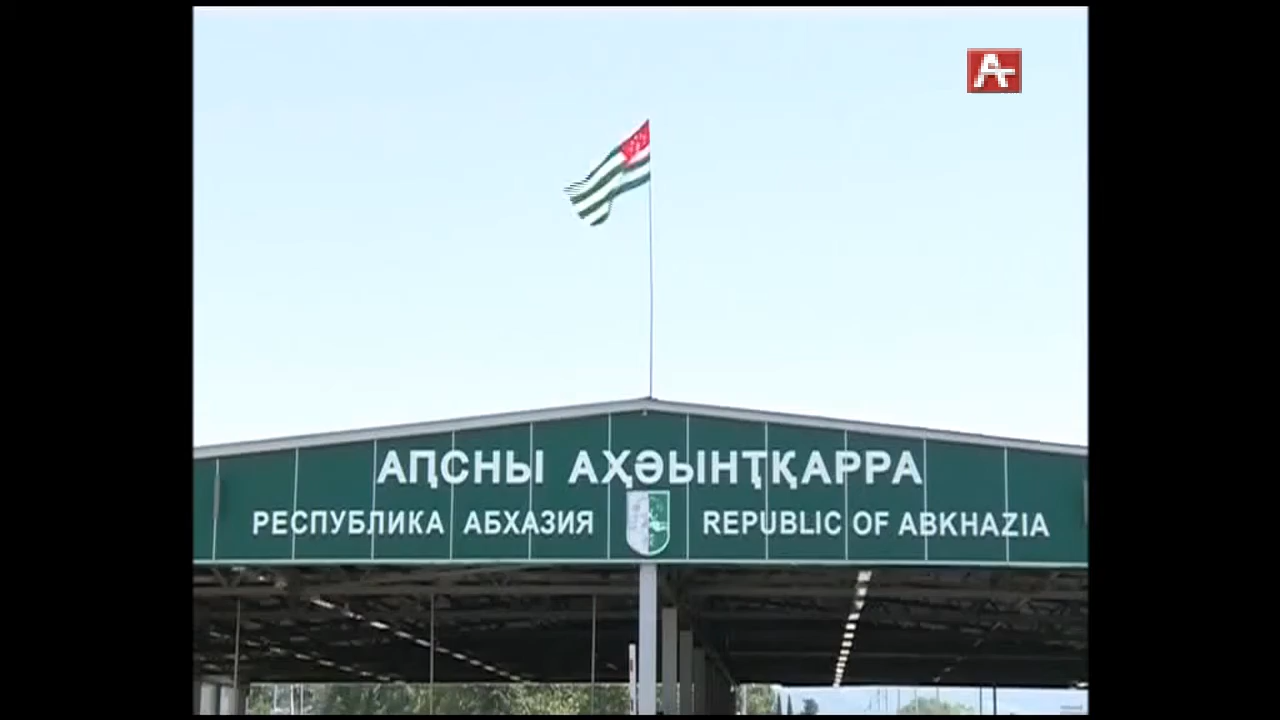 АԤСНЫ АҲӘЫНҬҚАРРА
РЕСПУБЛИКА АБХАЗИЯ
REPUBLIC OF ABKHAZIA